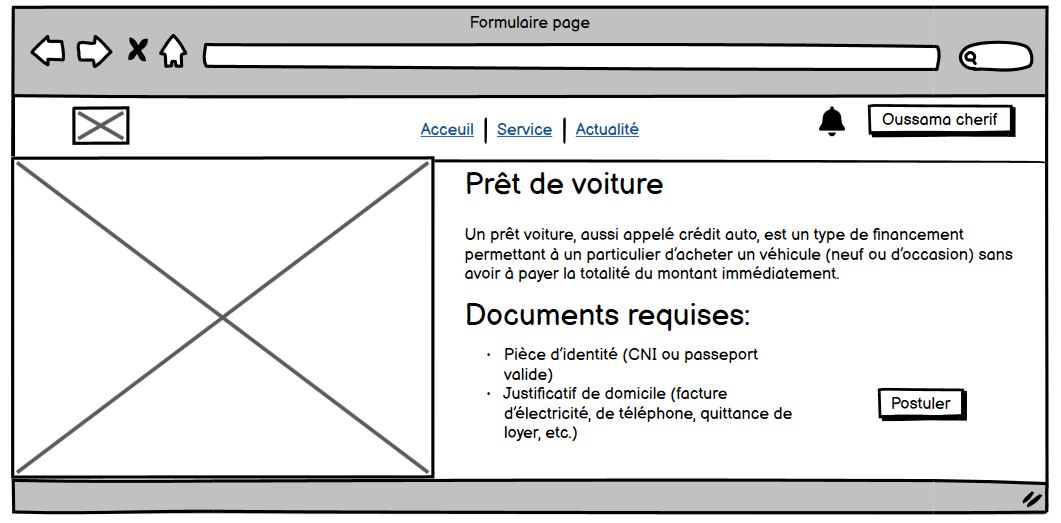 Formulaire page
Acceuil | Service | Actualité
Oussama cherif
Prêt de voiture
Un prêt voiture, aussi appelé crédit auto, est un type de financement
permettant à un particulier d'acheter un véhicule (neuf ou d'occasion) sans
avoir à payer la totalité du montant immédiatement.
Documents requises:
• Pièce d'identité (CNI ou passeport
valide)
• Justificatif de domicile (facture
d'électricité, de téléphone, quittance de
loyer, etc.)
Postuler